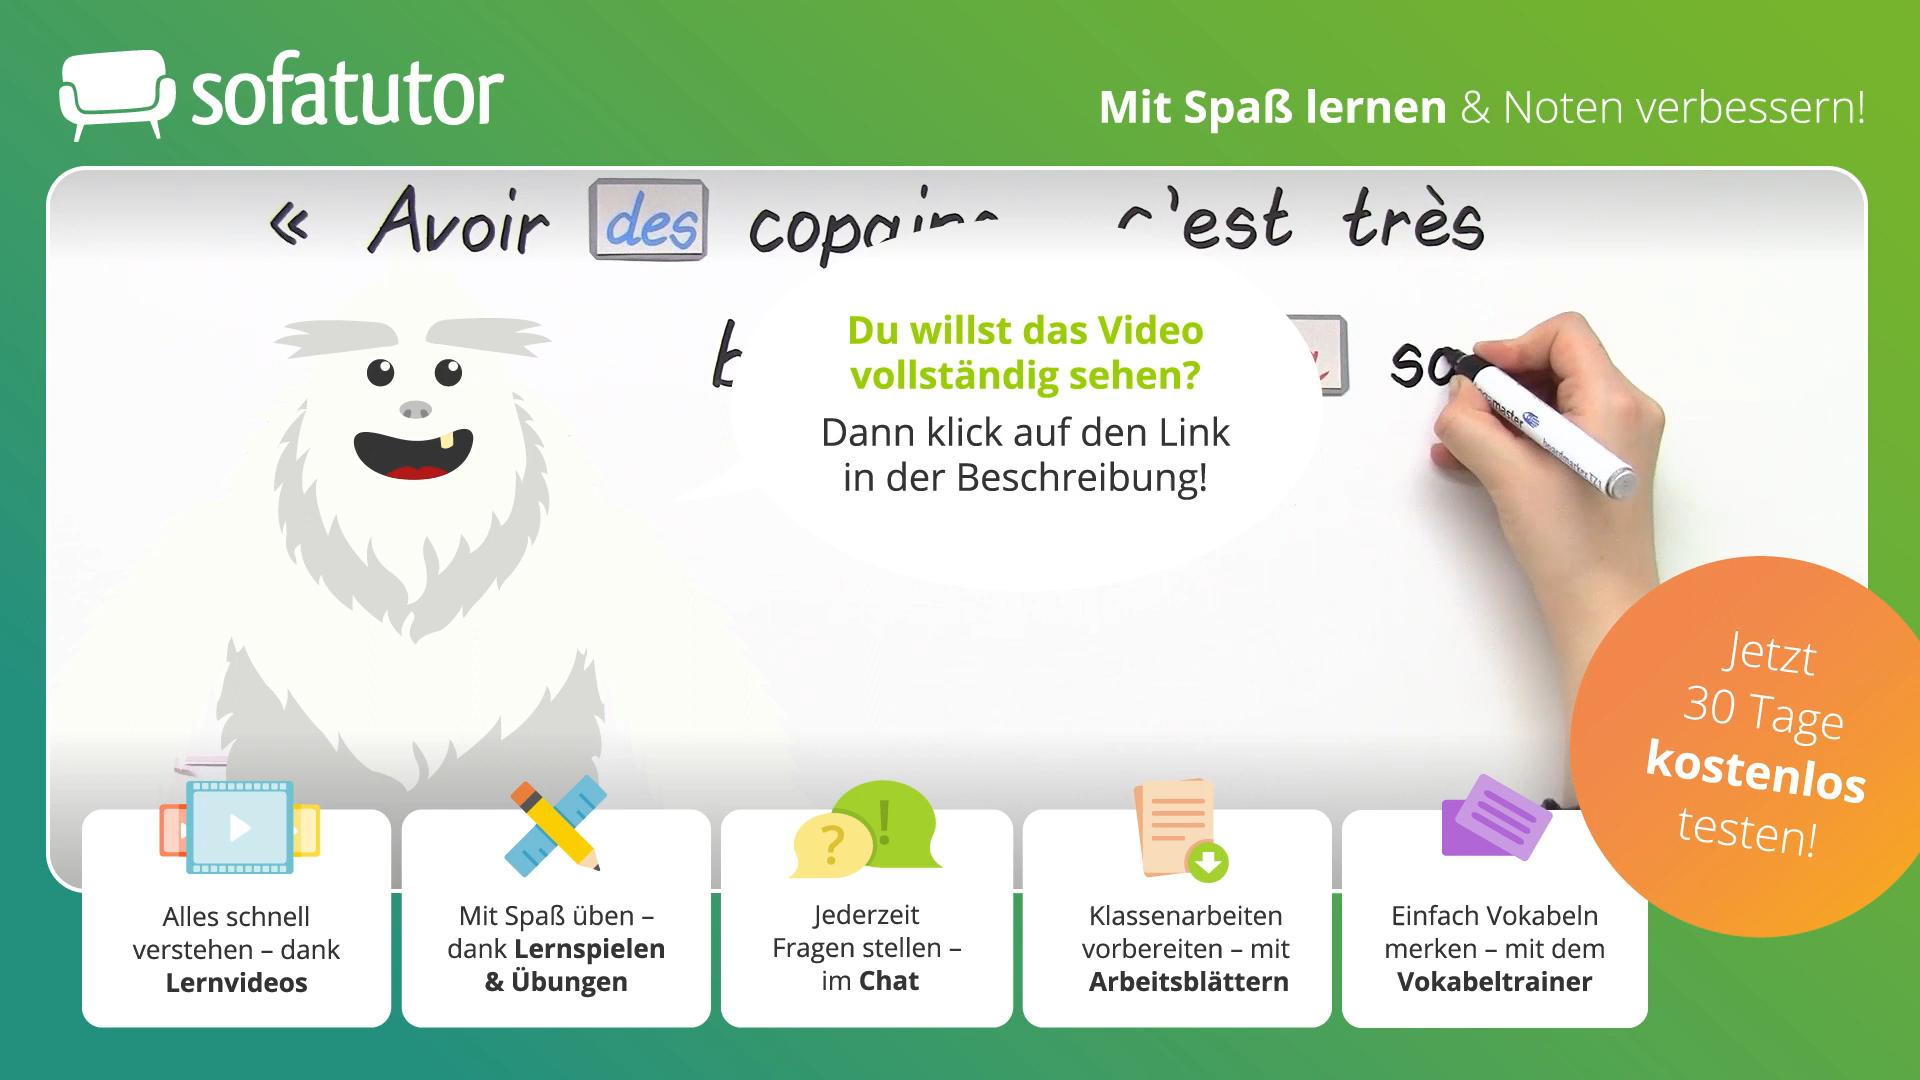 sofatutor
Mit Spaß lernen & Noten verbessern!
« Avoir des c'est très
Du willst das Video
vollständig sehen?
Dann klick auf den Link
in der Beschreibung!
boardmarker
Jetzt
30 Tage
kostenlos
testen!
? !
Alles schnell
verstehen – dank
Lernvideos
Mit Spaß üben –
dank Lernspielen
& Übungen
Jederzeit
Fragen stellen –
im Chat
Klassenarbeiten
vorbereiten – mit
Arbeitsblättern
Einfach Vokabeln
merken – mit dem
Vokabeltrainer